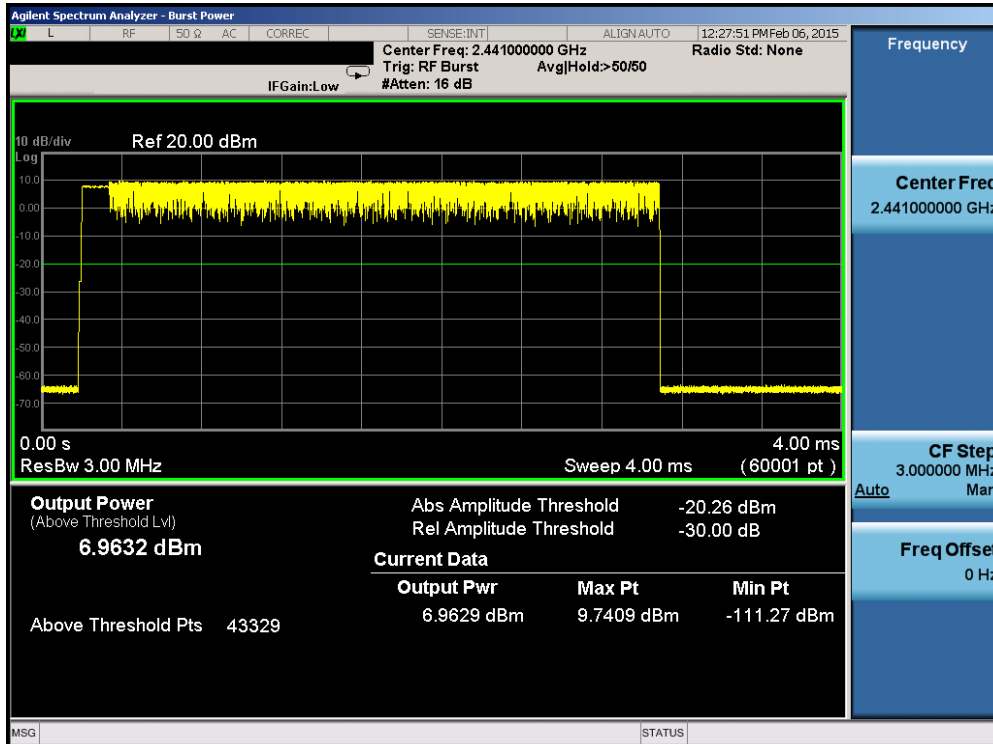 Agilent Spectrum Analyzer - Burst Power
LXI L RF 50 Ω AC CORREC SENSE:INT ALIGNAUTO 12:27:51 PMFeb 06, 2015
Center Freq: 2.441000000 GHz Radio Std: None
Trig: RF Burst Avg|Hold:>50/50
IFGain:Low #Atten: 16 dB
10 dB/div Ref 20.00 dBm
Log
10.0
0.00
-10.0
-20.0
-30.0
-40.0
-50.0
-60.0
-70.0
0.00 s 4.00 ms
ResBw 3.00 MHz Sweep 4.00 ms (60001 pt)
Output Power
(Above Threshold Lvl)
6.9632 dBm
Above Threshold Pts 43329
Abs Amplitude Threshold -20.26 dBm
Rel Amplitude Threshold -30.00 dB
Current Data
Output Pwr Max Pt Min Pt
6.9629 dBm 9.7409 dBm -111.27 dBm
MSG STATUS
Frequency
Center Freq
2.441000000 GHz
CF Step
3.000000 MHz
Auto Man
Freq Offset
0 Hz